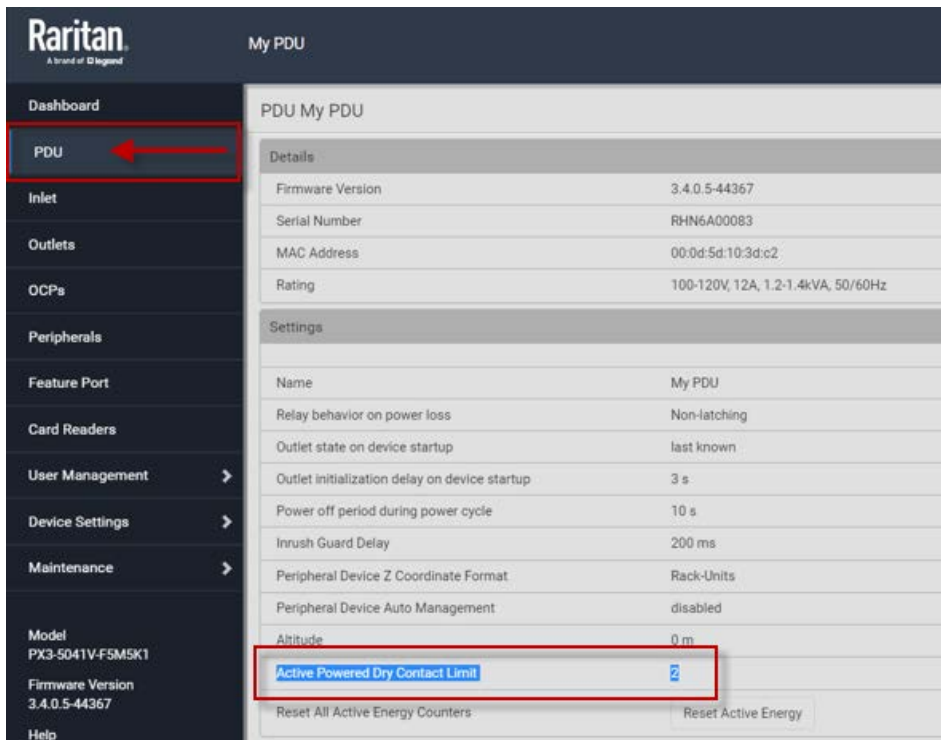 Raritan.
A brand of legrand
My PDU
Dashboard
PDU
Inlet
Outlets
OCPs
Peripherals
Feature Port
Card Readers
User Management
Device Settings
Maintenance
Model
PX3-5041V-F5M5K1
Firmware Version
3.4.0.5-44367
Help
PDU My PDU
Details
Firmware Version 3.4.0.5-44367
Serial Number RHN6A00083
MAC Address 00:0d:5d:10:3d:c2
Rating 100-120V, 12A, 1.2-1.4kVA, 50/60Hz
Settings
Name My PDU
Relay behavior on power loss Non-latching
Outlet state on device startup last known
Outlet initialization delay on device startup 3 s
Power off period during power cycle 10 s
Inrush Guard Delay 200 ms
Peripheral Device Z Coordinate Format Rack-Units
Peripheral Device Auto Management disabled
Altitude 0 m
Active Powered Dry Contact Limit 2
Reset All Active Energy Counters Reset Active Energy